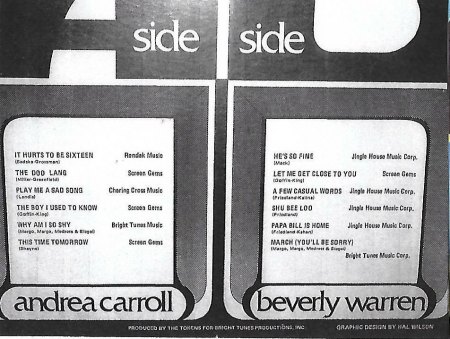 side
IT HURTS TO BE SIXTEEN Rondak Music
(Sadaka-Grossman)
THE DOO LANG Screen Gems
(Miller-Greenfield)
PLAY ME A SAD SONG Charing Cross Music
(Landis)
THE BOY I USED TO KNOW Screen Gems
(Goffin-King)
WHY AM I SO SHY Bright Tunes Music
(Margo, Margo, Medress & Siegel)
THIS TIME TOMORROW Screen Gems
(Shayne)
andrea carroll
side
HE'S SO FINE Jingle House Music Corp.
(Mack)
LET ME GET CLOSE TO YOU Screen Gems
(Goffin-King)
A FEW CASUAL WORDS Jingle House Music Corp.
(Friedland-Kalina)
SHU BEE LOO Jingle House Music Corp.
(Friedland)
PAPA BILL IS HOME Jingle House Music Corp.
(Friedland-Kahan)
MARCH (YOU'LL BE SORRY)
(Margo, Margo, Medress & Siegel)
Bright Tunes Music Corp.
beverly warren
PRODUCED BY THE TOKENS FOR BRIGHT TUNES PRODUCTIONS, INC.
GRAPHIC DESIGN BY HAL WILSON